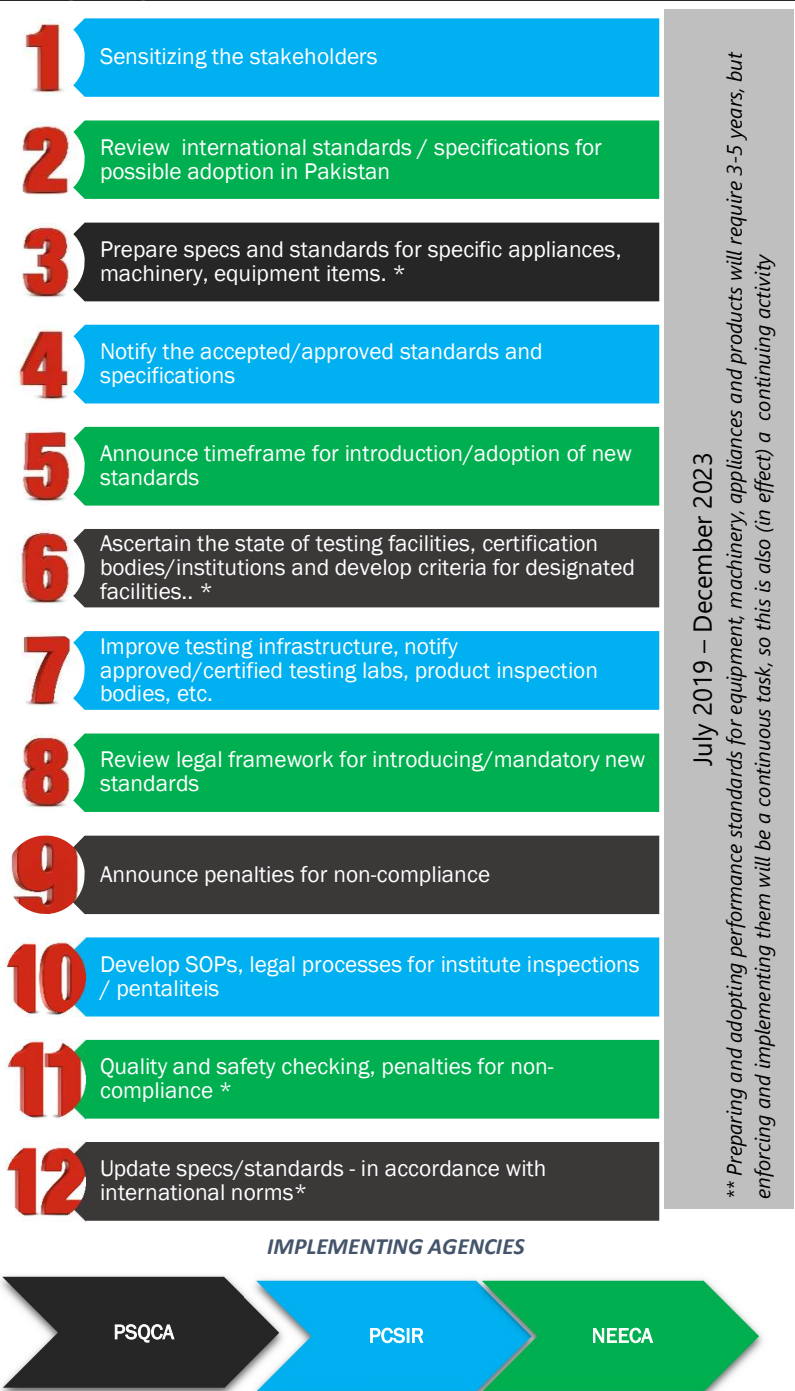 1
Sensitizing the stakeholders
2
Review international standards / specifications for
possible adoption in Pakistan
3
Prepare specs and standards for specific appliances,
machinery, equipment items. *
4
Notify the accepted/approved standards and
specifications
5
Announce timeframe for introduction/adoption of new
standards
6
Ascertain the state of testing facilities, certification
bodies/institutions and develop criteria for designated
facilities.. *
7
Improve testing infrastructure, notify
approved/certified testing labs, product inspection
bodies, etc.
8
Review legal framework for introducing/mandatory new
standards
9
Announce penalties for non-compliance
10
Develop SOPs, legal processes for institute inspections
/ pentaliteis
11
Quality and safety checking, penalties for non-
compliance *
12
Update specs/standards - in accordance with
international norms*
July 2019 – December 2023
** Preparing and adopting performance standards for equipment, machinery, appliances and products will require 3-5 years, but
enforcing and implementing them will be a continuous task, so this is also (in effect) a continuing activity
IMPLEMENTING AGENCIES
PSQCA
PCSIR
NEECA